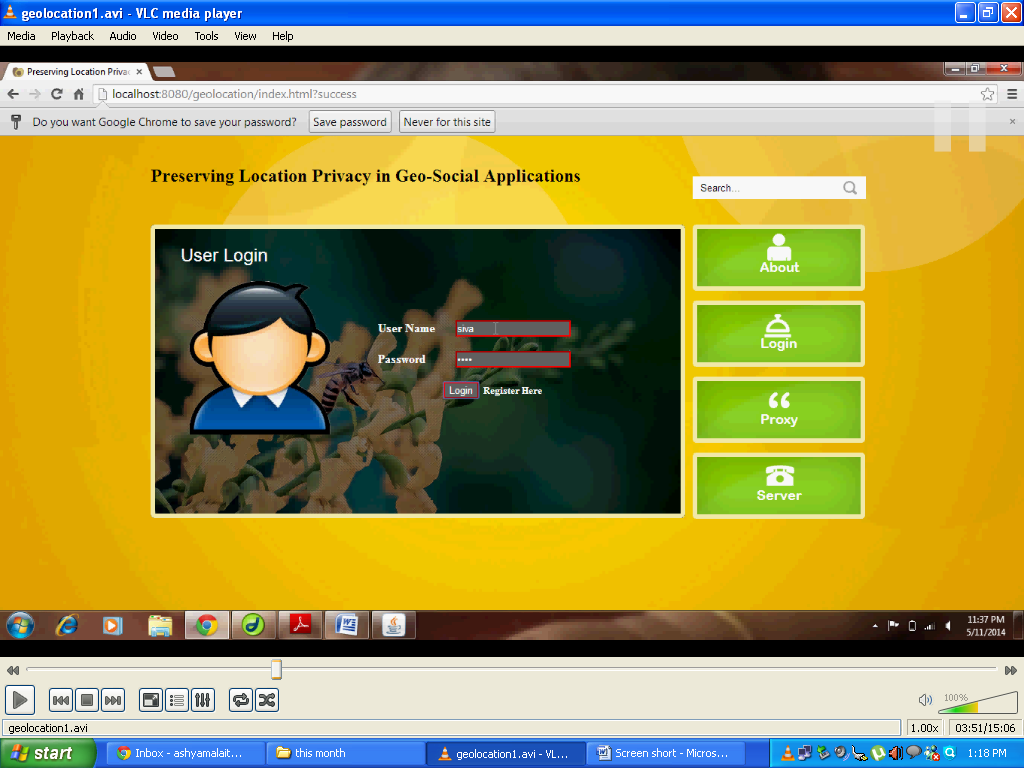 geolocation1.avi - VLC media player
Media Playback Audio Video Tools View Help
Preserving Location Priva
localhost:8080/geolocation/index.html?success
Do you want Google Chrome to save your password? Save password Never for this site
Preserving Location Privacy in Geo-Social Applications
Search...
User Login
About
User Name siva
Login
Password ••••
Login Register Here
Proxy
Server
11:37 PM
5/11/2014
100%
geolocation1.avi 1.00x 03:51/15:06
start Inbox - ashyamalait... this month geolocation1.avi - VL... Screen short - Micros... 1:18 PM